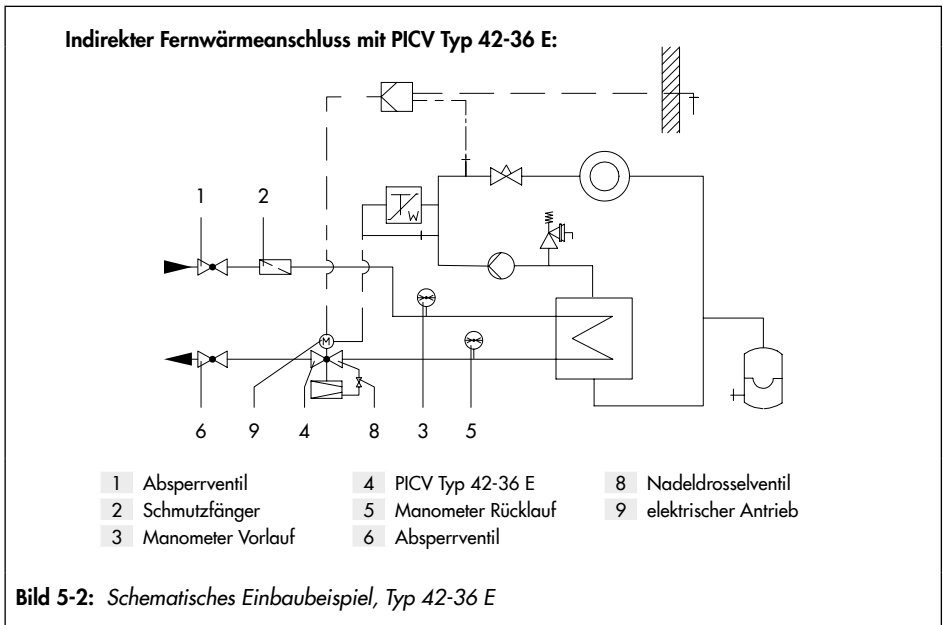 Indirekter Fernwärmeanschluss mit PICV Typ 42-36 E:
1 2
T W
M
6 9 4 8 3 5
1 Absperrventil
2 Schmutzfänger
3 Manometer Vorlauf
4 PICV Typ 42-36 E
5 Manometer Rücklauf
6 Absperrventil
8 Nadeldrosselventil
9 elektrischer Antrieb
Bild 5-2: Schematisches Einbaubeispiel, Typ 42-36 E